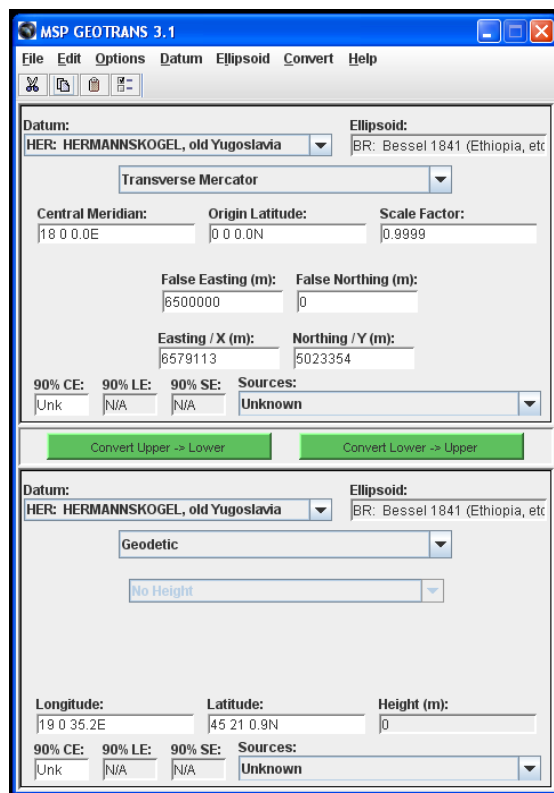 MSP GEOTRANS 3.1
File Edit Options Datum Ellipsoid Convert Help
Datum: Ellipsoid:
HER: HERMANNSKOGEL, old Yugoslavia BR: Bessel 1841 (Ethiopia, etc
Transverse Mercator
Central Meridian: Origin Latitude: Scale Factor:
18 0 0.0E 0 0 0.0N 0.9999
False Easting (m): False Northing (m):
6500000 0
Easting / X (m): Northing / Y (m):
6579113 5023354
90% CE: 90% LE: 90% SE: Sources:
Unk N/A N/A Unknown
Convert Upper -> Lower Convert Lower -> Upper
Datum: Ellipsoid:
HER: HERMANNSKOGEL, old Yugoslavia BR: Bessel 1841 (Ethiopia, etc
Geodetic
No Height
Longitude: Latitude: Height (m):
19 0 35.2E 45 21 0.9N 0
90% CE: 90% LE: 90% SE: Sources:
Unk N/A N/A Unknown